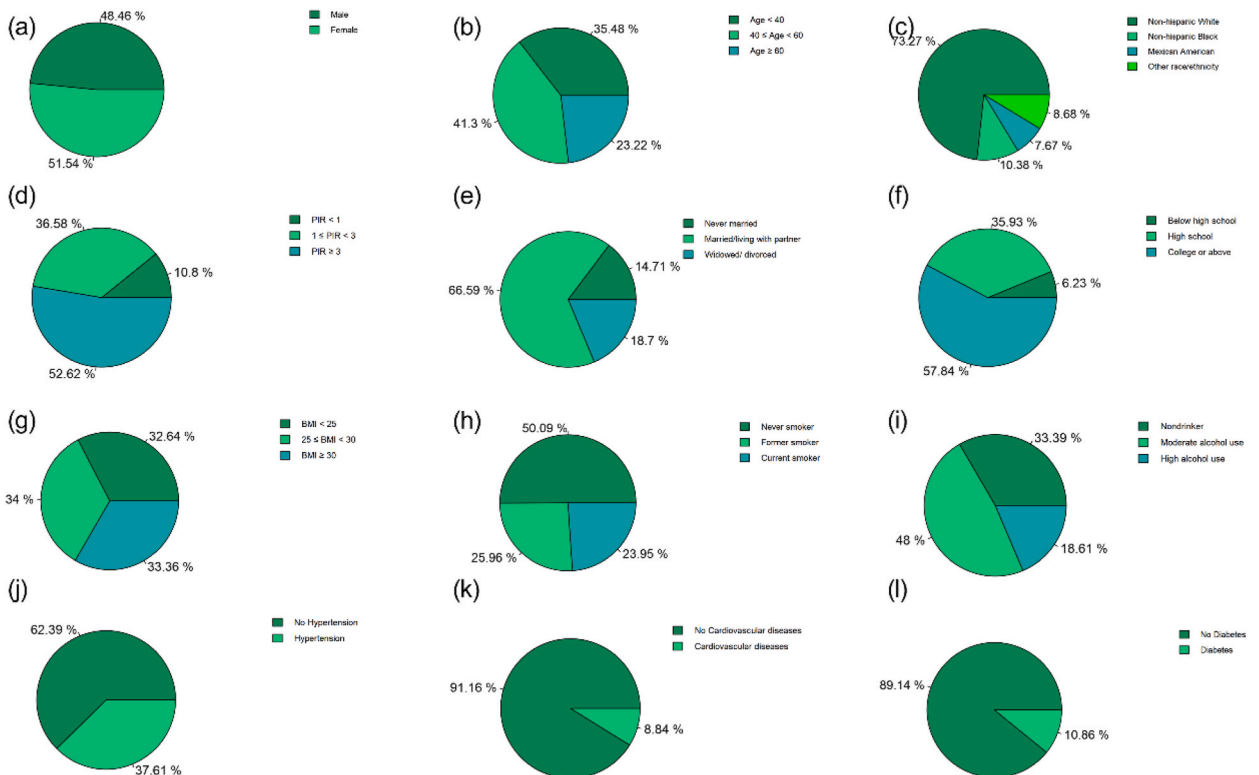 (a)
48.46 %
Male
Female
51.54 %
(b)
35.48 %
Age < 40
40 ≤ Age < 60
Age ≥ 60
41.3 %
23.22 %
(c)
73.27 %
Non-hispanic White
Non-hispanic Black
Mexican American
Other racerethnicity
8.68 %
7.67 %
10.38 %
(d)
36.58 %
PIR < 1
1 ≤ PIR < 3
PIR ≥ 3
10.8 %
52.62 %
(e)
Never married
Married/living with partner
Widowed/ divorced
14.71 %
66.59 %
18.7 %
(f)
35.93 %
Below high school
High school
College or above
6.23 %
57.84 %
(g)
BMI < 25
25 ≤ BMI < 30
BMI ≥ 30
32.64 %
34 %
33.36 %
(h)
50.09 %
Never smoker
Former smoker
Current smoker
25.96 %
23.95 %
(i)
Nondrinker
Moderate alcohol use
High alcohol use
33.39 %
48 %
18.61 %
(j)
62.39 %
No Hypertension
Hypertension
37.61 %
(k)
No Cardiovascular diseases
Cardiovascular diseases
91.16 %
8.84 %
(l)
No Diabetes
Diabetes
89.14 %
10.86 %